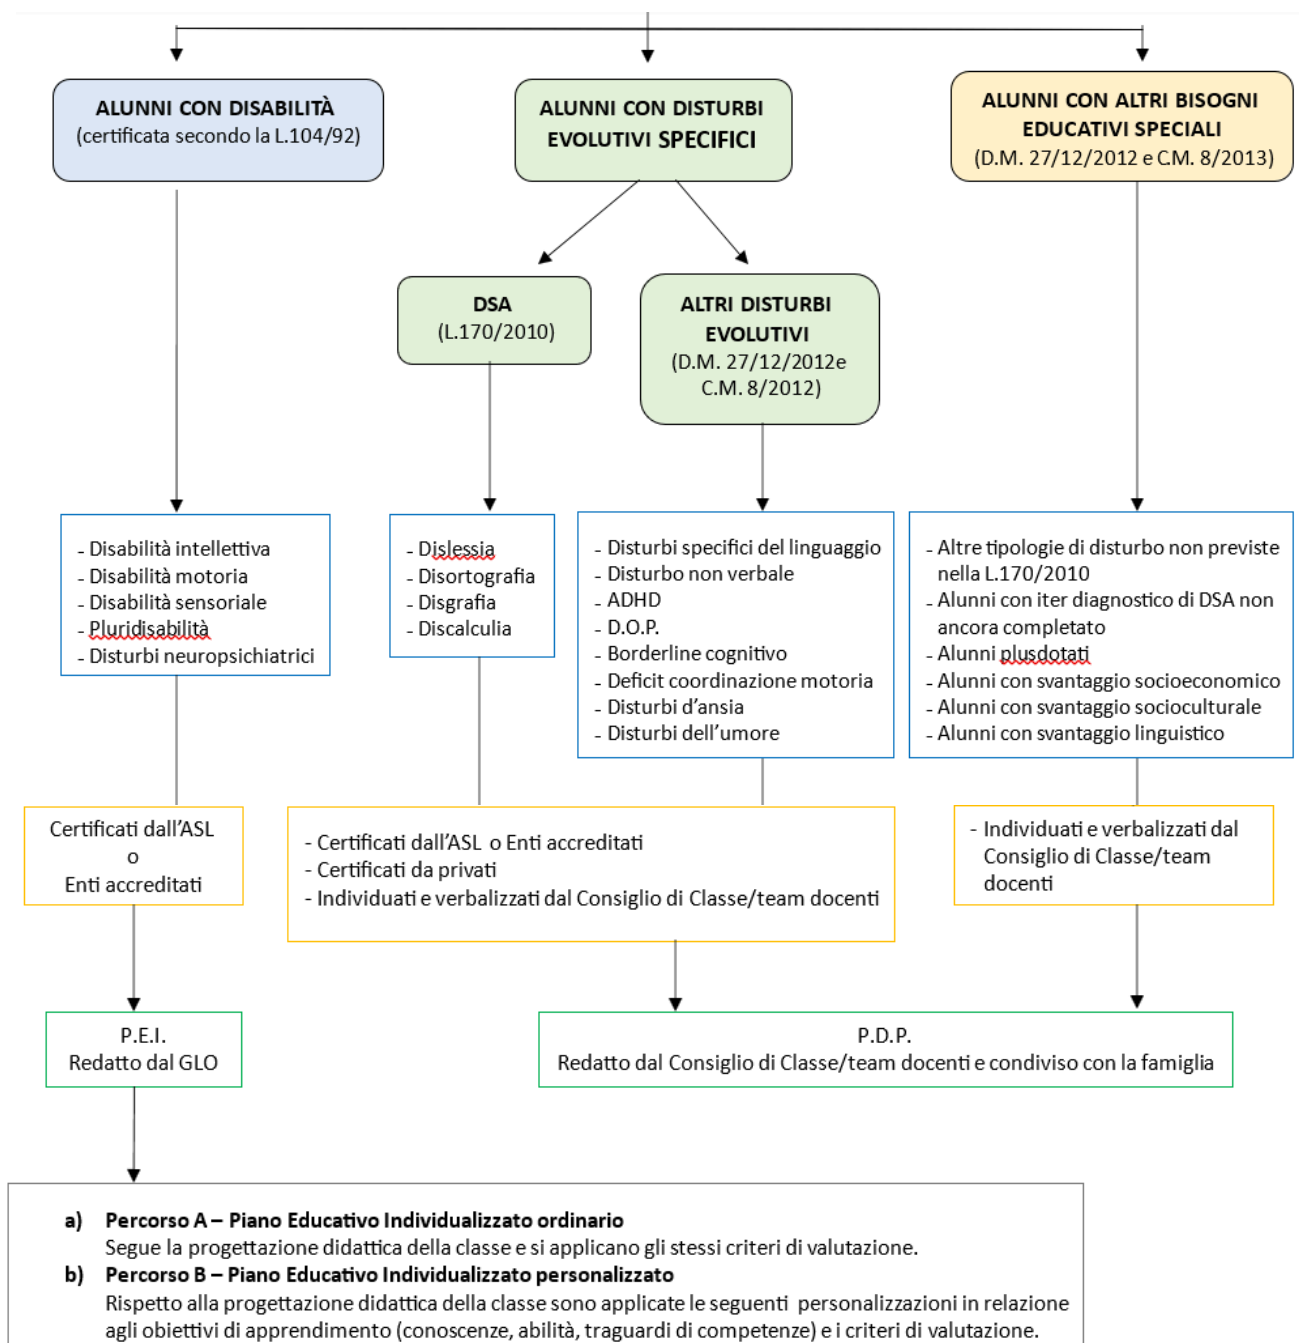 ALUNNI CON DISABILITÀ
(certificata secondo la L.104/92)
ALUNNI CON DISTURBI
EVOLUTIVI SPECIFICI
ALUNNI CON ALTRI BISOGNI
EDUCATIVI SPECIALI
(D.M. 27/12/2012 e C.M. 8/2013)
DSA
(L.170/2010)
ALTRI DISTURBI
EVOLUTIVI
(D.M. 27/12/2012e
C.M. 8/2012)
- Disabilità intellettiva
- Disabilità motoria
- Disabilità sensoriale
- Pluridisabilità
- Disturbi neuropsichiatrici
- Dislessia
- Disortografia
- Disgrafia
- Discalculia
- Disturbi specifici del linguaggio
- Disturbo non verbale
- ADHD
- D.O.P.
- Borderline cognitivo
- Deficit coordinazione motoria
- Disturbi d'ansia
- Disturbi dell'umore
- Altre tipologie di disturbo non previste
nella L.170/2010
- Alunni con iter diagnostico di DSA non
ancora completato
- Alunni plusdotati
- Alunni con svantaggio socioeconomico
- Alunni con svantaggio socioculturale
- Alunni con svantaggio linguistico
Certificati dall'ASL
o
Enti accreditati
- Certificati dall'ASL o Enti accreditati
- Certificati da privati
- Individuati e verbalizzati dal Consiglio di Classe/team docenti
- Individuati e verbalizzati dal
Consiglio di Classe/team
docenti
P.E.I.
Redatto dal GLO
P.D.P.
Redatto dal Consiglio di Classe/team docenti e condiviso con la famiglia
a) Percorso A – Piano Educativo Individualizzato ordinario
Segue la progettazione didattica della classe e si applicano gli stessi criteri di valutazione.
b) Percorso B – Piano Educativo Individualizzato personalizzato
Rispetto alla progettazione didattica della classe sono applicate le seguenti personalizzazioni in relazione
agli obiettivi di apprendimento (conoscenze, abilità, traguardi di competenze) e i criteri di valutazione.